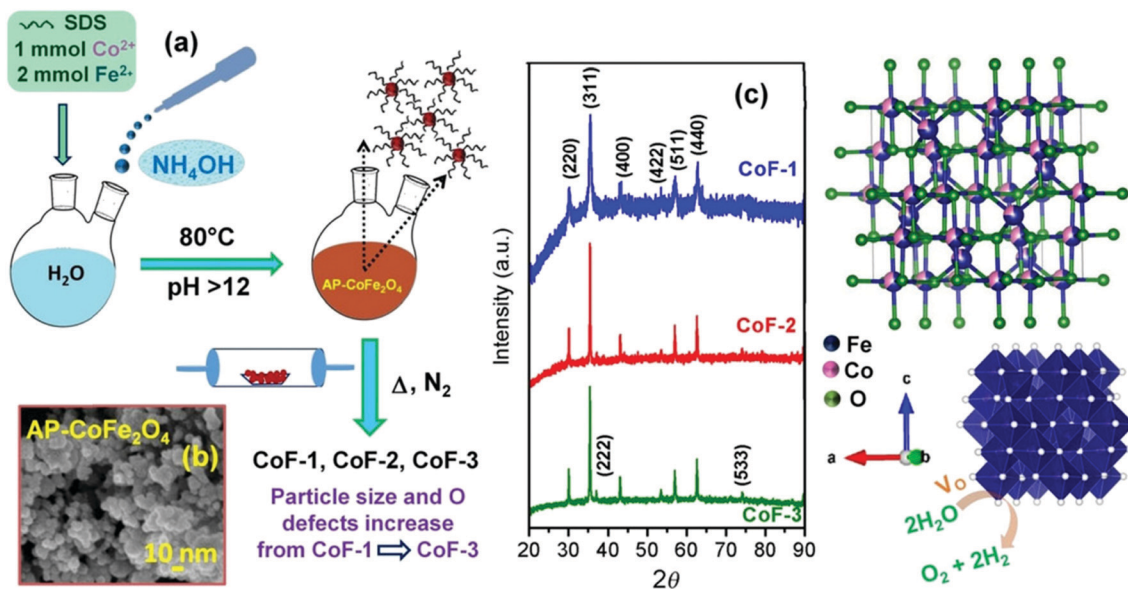 SDS
1 mmol Co²⁺
2 mmol Fe²⁺
(a)
NH₄OH
H₂O
80°C
pH >12
AP-CoFe₂O₄
Δ, N₂
AP-CoFe₂O₄
(b)
10 nm
CoF-1, CoF-2, CoF-3
Particle size and O
defects increase
from CoF-1 ⇨ CoF-3
(c)
Intensity (a.u.)
(220)
(311)
(400)
(422)
(511)
(440)
CoF-1
CoF-2
(222)
(533)
CoF-3
20 30 40 50 60 70 80 90
2θ
Fe
Co
O
c
a
b
Vo
2H₂O
O₂ + 2H₂